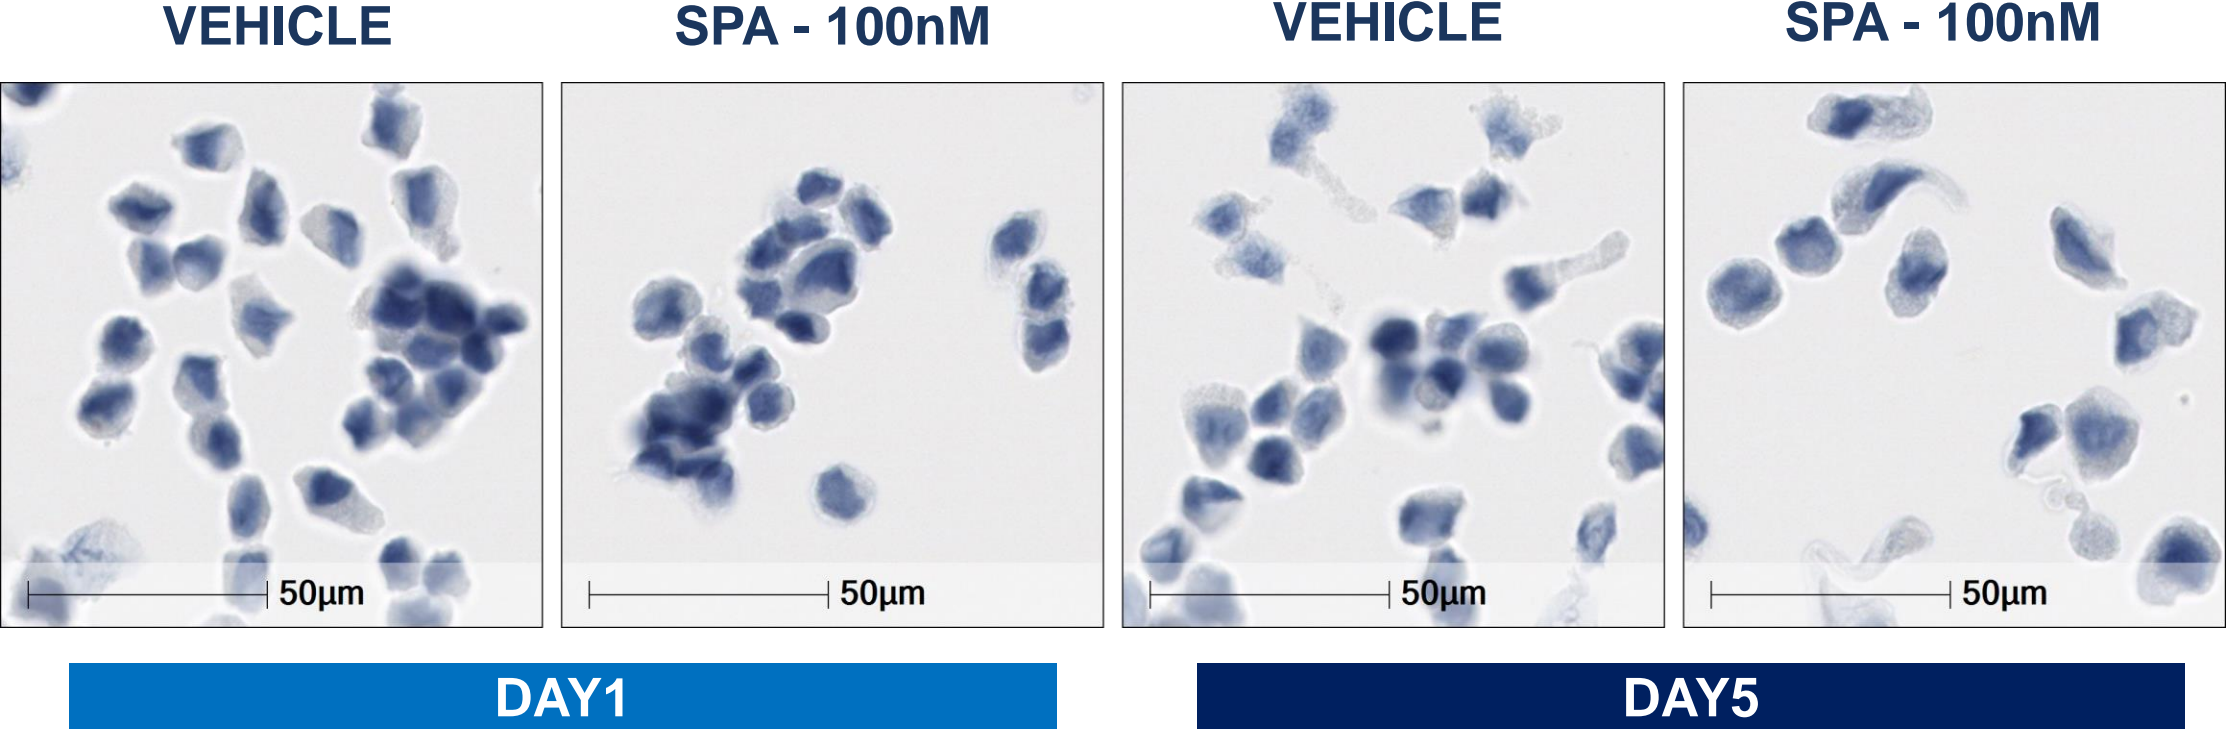 VEHICLE
SPA - 100nM
VEHICLE
SPA - 100nM
50μm
50μm
50μm
50μm
DAY1
DAY5